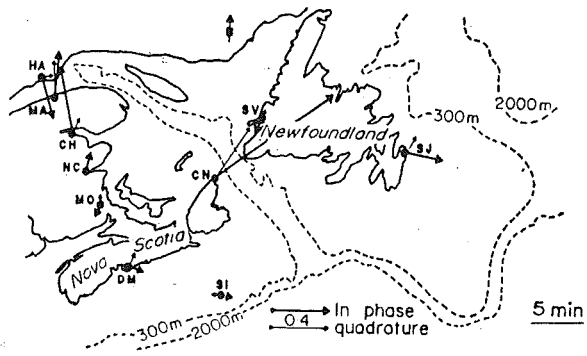 HA
MA
CH
NC
MO
Nova Scotia
DM
SI
CN
SV
Newfoundland
SJ
300m
2000m
300m
2000m
0.4
In phase
quadroture
5 min